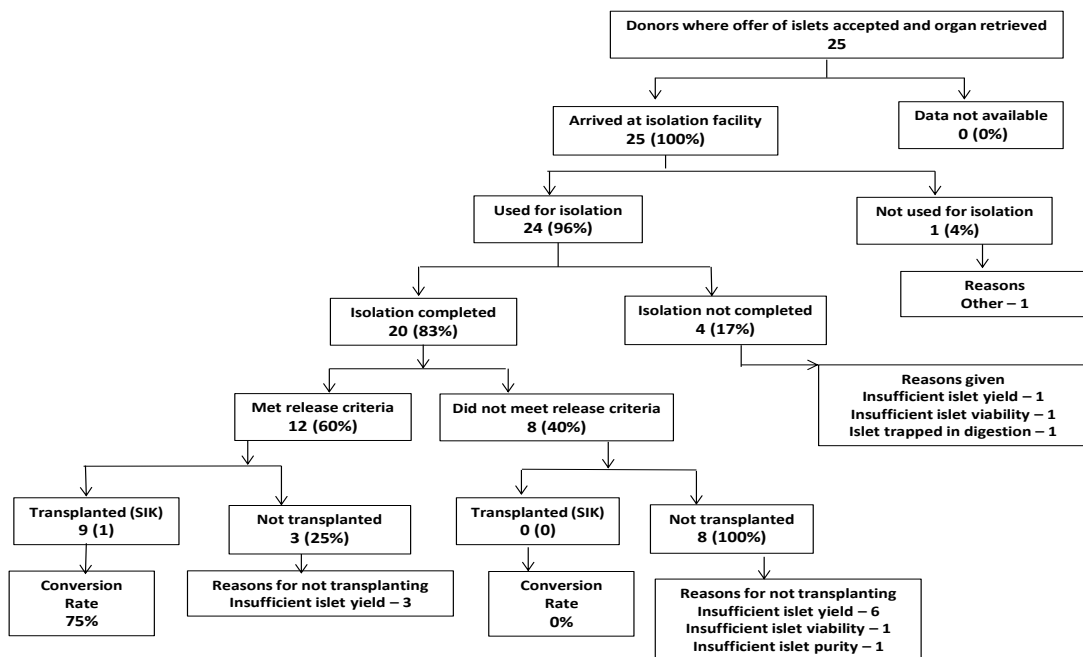 Donors where offer of islets accepted and organ retrieved
25
Arrived at isolation facility
25 (100%)
Data not available
0 (0%)
Used for isolation
24 (96%)
Not used for isolation
1 (4%)
Reasons
Other – 1
Isolation completed
20 (83%)
Isolation not completed
4 (17%)
Reasons given
Insufficient islet yield – 1
Insufficient islet viability – 1
Islet trapped in digestion – 1
Met release criteria
12 (60%)
Did not meet release criteria
8 (40%)
Transplanted (SIK)
9 (1)
Not transplanted
3 (25%)
Transplanted (SIK)
0 (0)
Not transplanted
8 (100%)
Conversion
Rate
75%
Reasons for not transplanting
Insufficient islet yield – 3
Conversion
Rate
0%
Reasons for not transplanting
Insufficient islet yield – 6
Insufficient islet viability – 1
Insufficient islet purity – 1